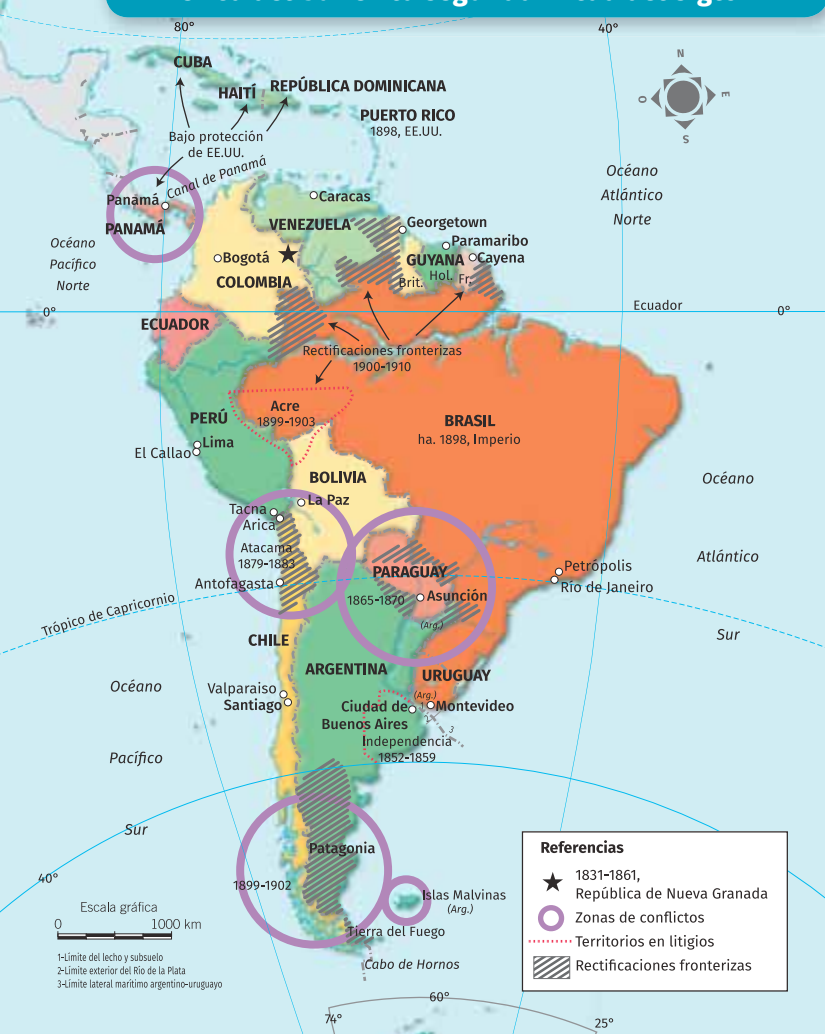 80°
40°
CUBA
HAITÍ
REPÚBLICA DOMINICANA
PUERTO RICO
1898, EE.UU.
Bajo protección
de EE.UU.
Canal de Panamá
Panamá
PANAMÁ
N
E
S
O
Océano
Atlántico
Norte
Océano
Pacífico
Norte
Caracas
VENEZUELA
Georgetown
Paramaribo
Cayena
GUYANA
Brit.
Hol.
Fr.
Bogotá
COLOMBIA
Ecuador
0°
0°
ECUADOR
Rectificaciones fronterizas
1900-1910
Acre
1899-1903
PERÚ
Lima
El Callao
BRASIL
ha. 1898, Imperio
BOLIVIA
La Paz
Tacna
Arica
Atacama
1879-1883
Antofagasta
PARAGUAY
1865-1870
Asunción
(Arg.)
Petrópolis
Río de Janeiro
Océano
Atlántico
Sur
Trópico de Capricornio
CHILE
ARGENTINA
URUGUAY
Valparaiso
Santiago
(Arg.)
Ciudad de
Buenos Aires
Montevideo
1
2
3
Independencia
1852-1859
Océano
Pacífico
Sur
Patagonia
1899-1902
40°
Islas Malvinas
(Arg.)
Tierra del Fuego
Cabo de Hornos
Escala gráfica
0
1000 km
1-Límite del lecho y subsuelo
2-Límite exterior del Río de la Plata
3-Límite lateral marítimo argentino-uruguayo
Referencias
1831-1861,
República de Nueva Granada
Zonas de conflictos
Territorios en litigios
Rectificaciones fronterizas
60°
74°
25°